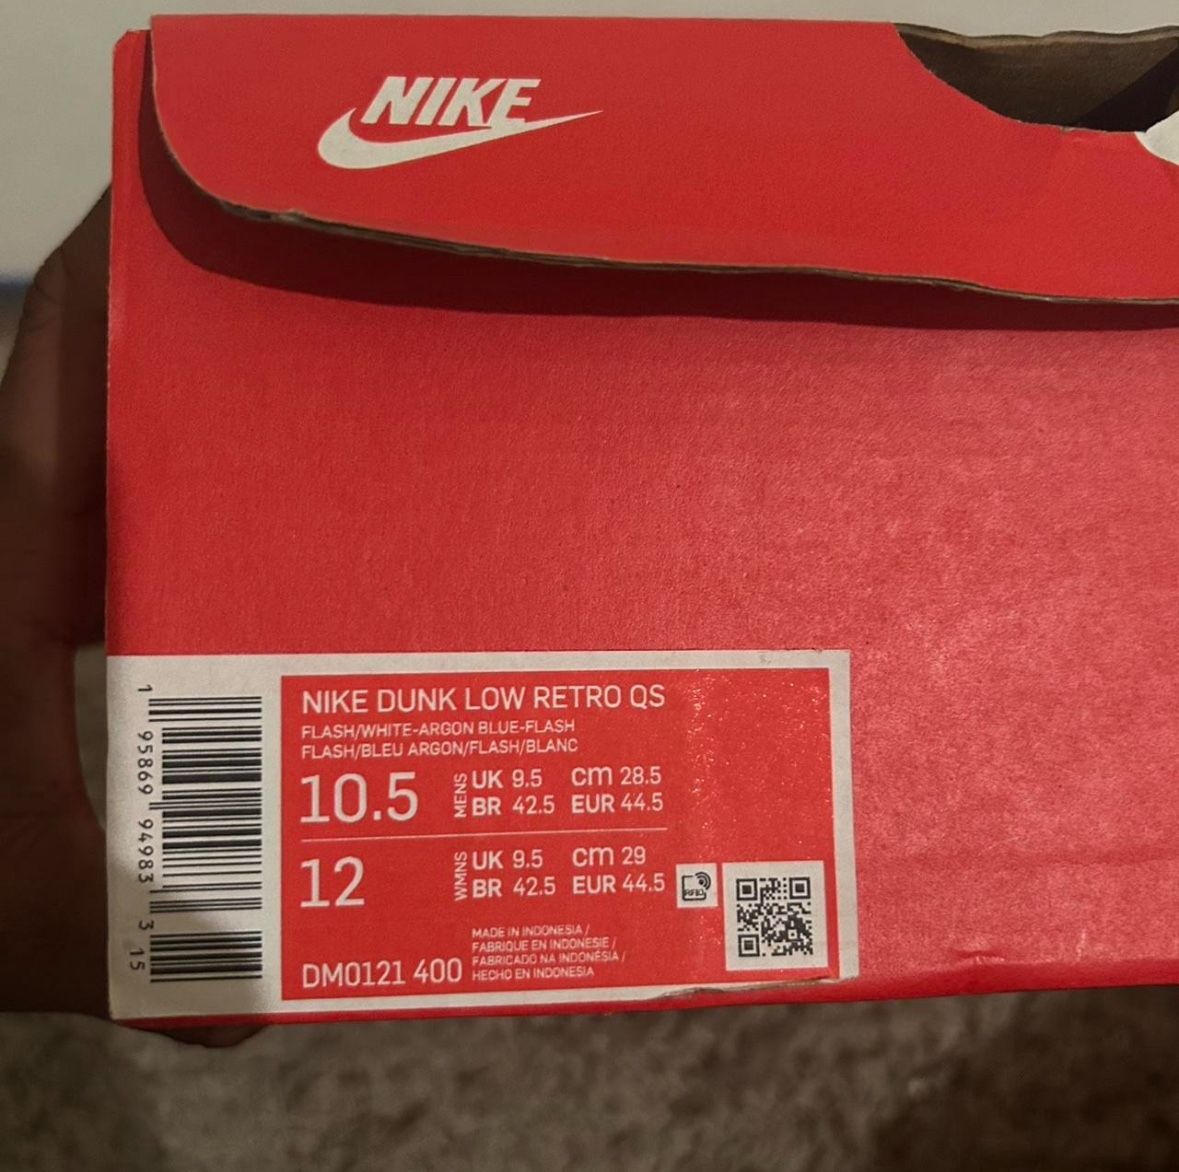 NIKE
1 95869 94983 3 15
NIKE DUNK LOW RETRO QS
FLASH/WHITE-ARGON BLUE-FLASH
FLASH/BLEU ARGON/FLASH/BLANC
10.5 MENS UK 9.5 cm 28.5
BR 42.5 EUR 44.5
12 WMNS UK 9.5 cm 29
BR 42.5 EUR 44.5
RFID
MADE IN INDONESIA /
FABRIQUE EN INDONESIE /
FABRICADO NA INDONÉSIA /
HECHO EN INDONESIA
DM0121 400